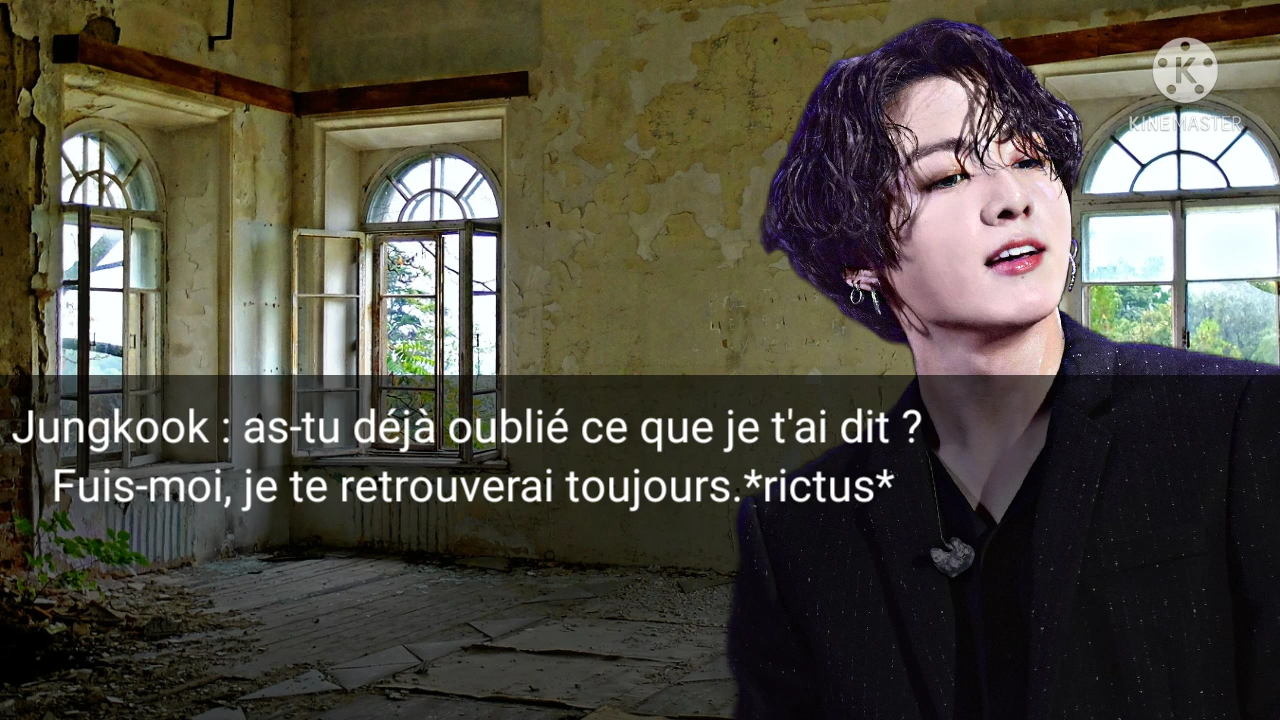 KINEMASTER
Jungkook : as-tu déjà oublié ce que je t'ai dit ?
Fuis-moi, je te retrouverai toujours.*rictus*